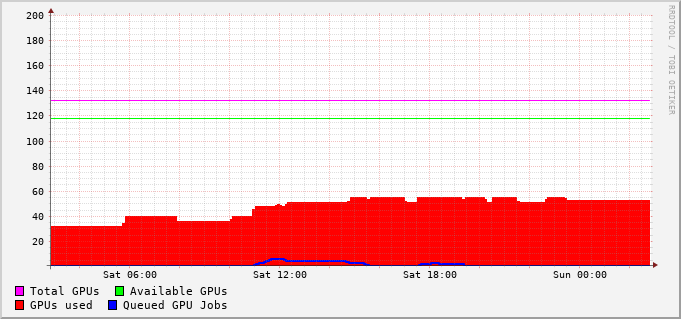 RRDTOOL / TOBI OETIKER
200
180
160
140
120
100
80
60
40
20
Sat 06:00 Sat 12:00 Sat 18:00 Sun 00:00
Total GPUs Available GPUs
GPUs used Queued GPU Jobs